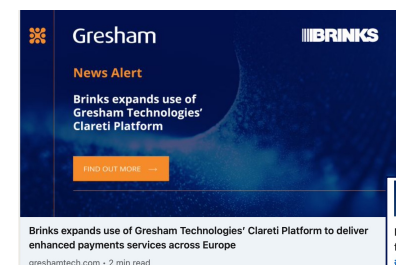 Gresham
BRINKS
News Alert
Brinks expands use of
Gresham Technologies'
Clareti Platform
FIND OUT MORE →
Brinks expands use of Gresham Technologies' Clareti Platform to deliver
enhanced payments services across Europe
greshamtech.com • 2 min read